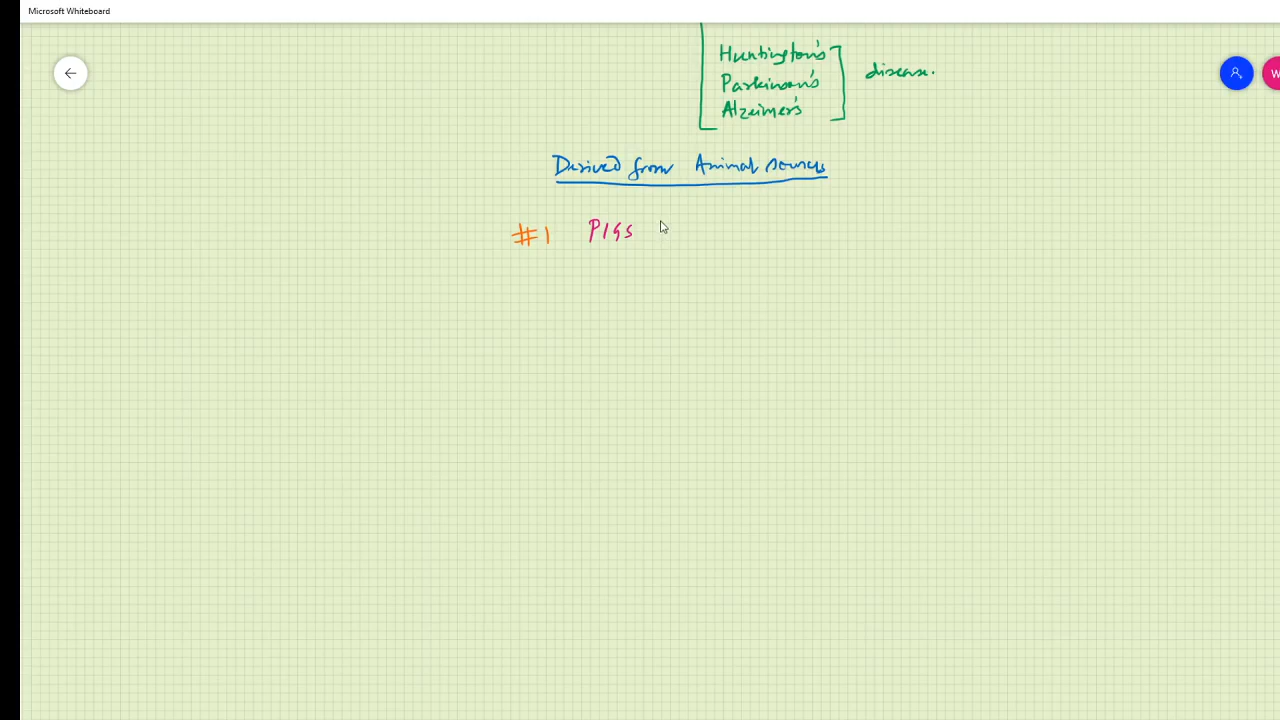 Microsoft Whiteboard
Huntington's
Parkinson's
Alzeimer's
disease.
Derived from Animal sources
#1 PIGS
W